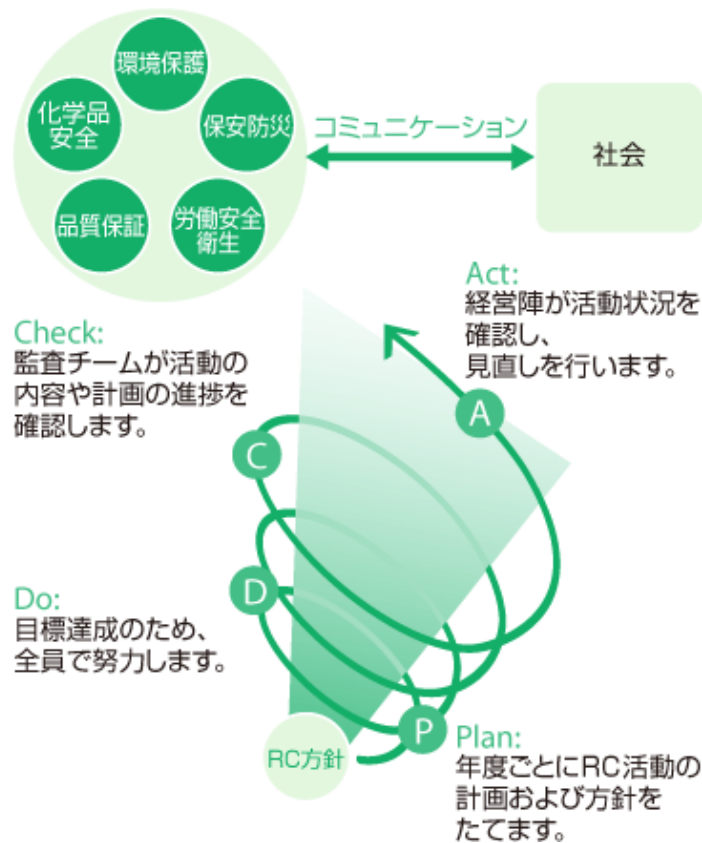 環境保護
化学品
安全
保安防災
品質保証
労働安全
衛生
コミュニケーション
社会
Act:
経営陣が活動状況を
確認し、
見直しを行います。
Check:
監査チームが活動の
内容や計画の進捗を
確認します。
A
C
Do:
目標達成のため、
全員で努力します。
D
P
RC方針
Plan:
年度ごとにRC活動の
計画および方針を
たてます。